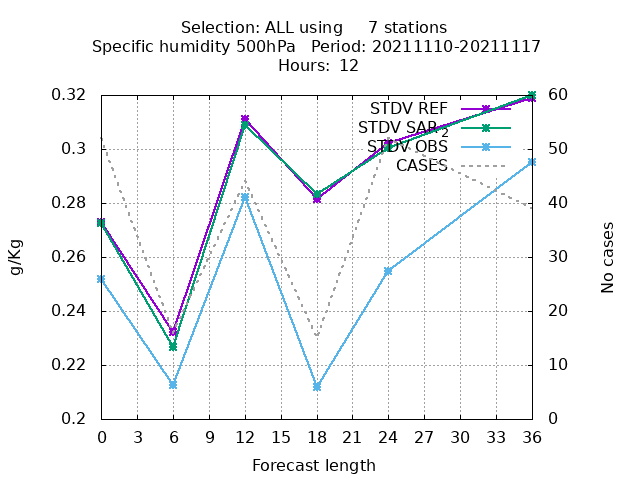 Selection: ALL using 7 stations
Specific humidity 500hPa Period: 20211110-20211117
Hours: 12
STDV REF
STDV SAR 2
STDV OBS
CASES
0.32
0.3
0.28
0.26
0.24
0.22
0.2
g/Kg
60
50
40
30
20
10
0
No cases
0 3 6 9 12 15 18 21 24 27 30 33 36
Forecast length